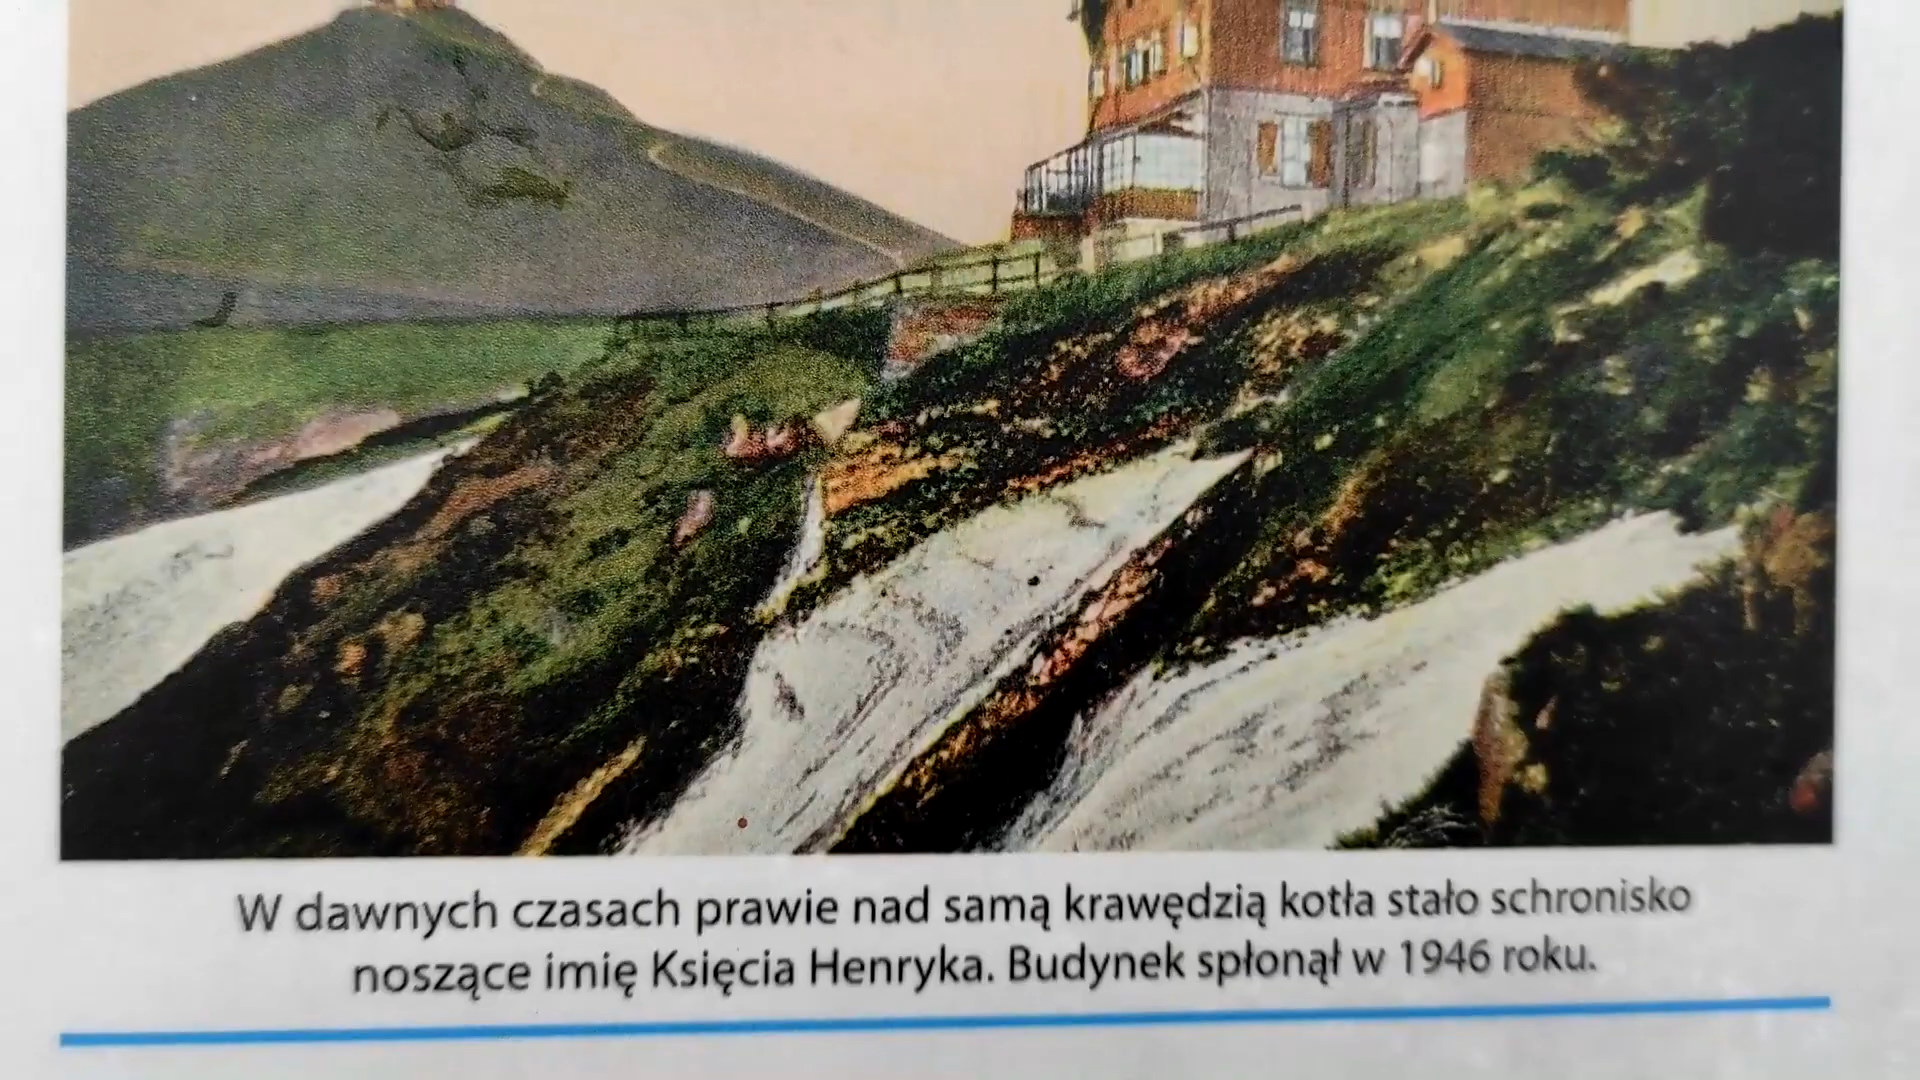 W dawnych czasach prawie nad samą krawędzią kotła stało schronisko
noszące imię Księcia Henryka. Budynek spłonął w 1946 roku.